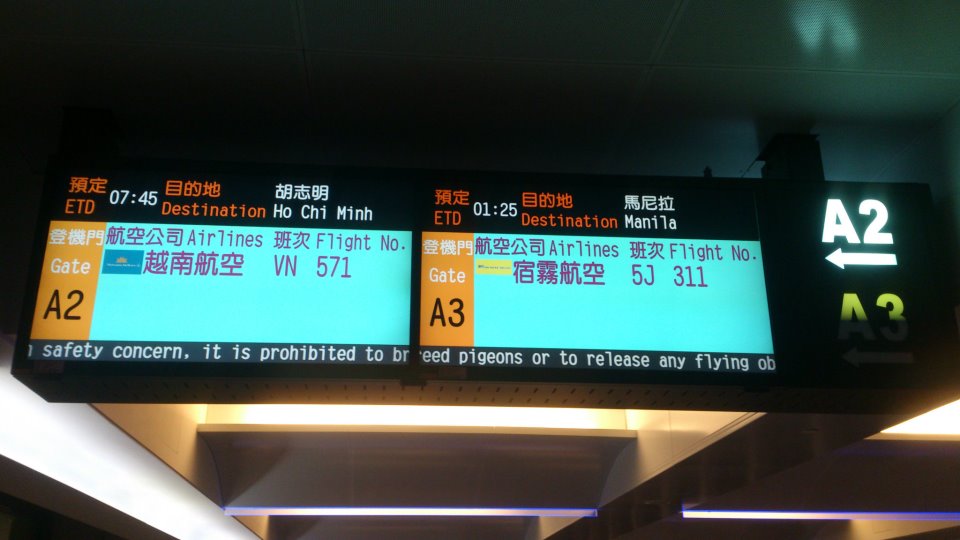 預定 07:45 目的地 胡志明
ETD Destination Ho Chi Minh
登機門 航空公司 Airlines 班次 Flight No.
Gate 越南航空 VN 571
A2
預定 01:25 目的地 馬尼拉
ETD Destination Manila
登機門 航空公司 Airlines 班次 Flight No.
Gate 宿霧航空 5J 311
A3
safety concern, it is prohibited to breed pigeons or to release any flying ob
A2
A3